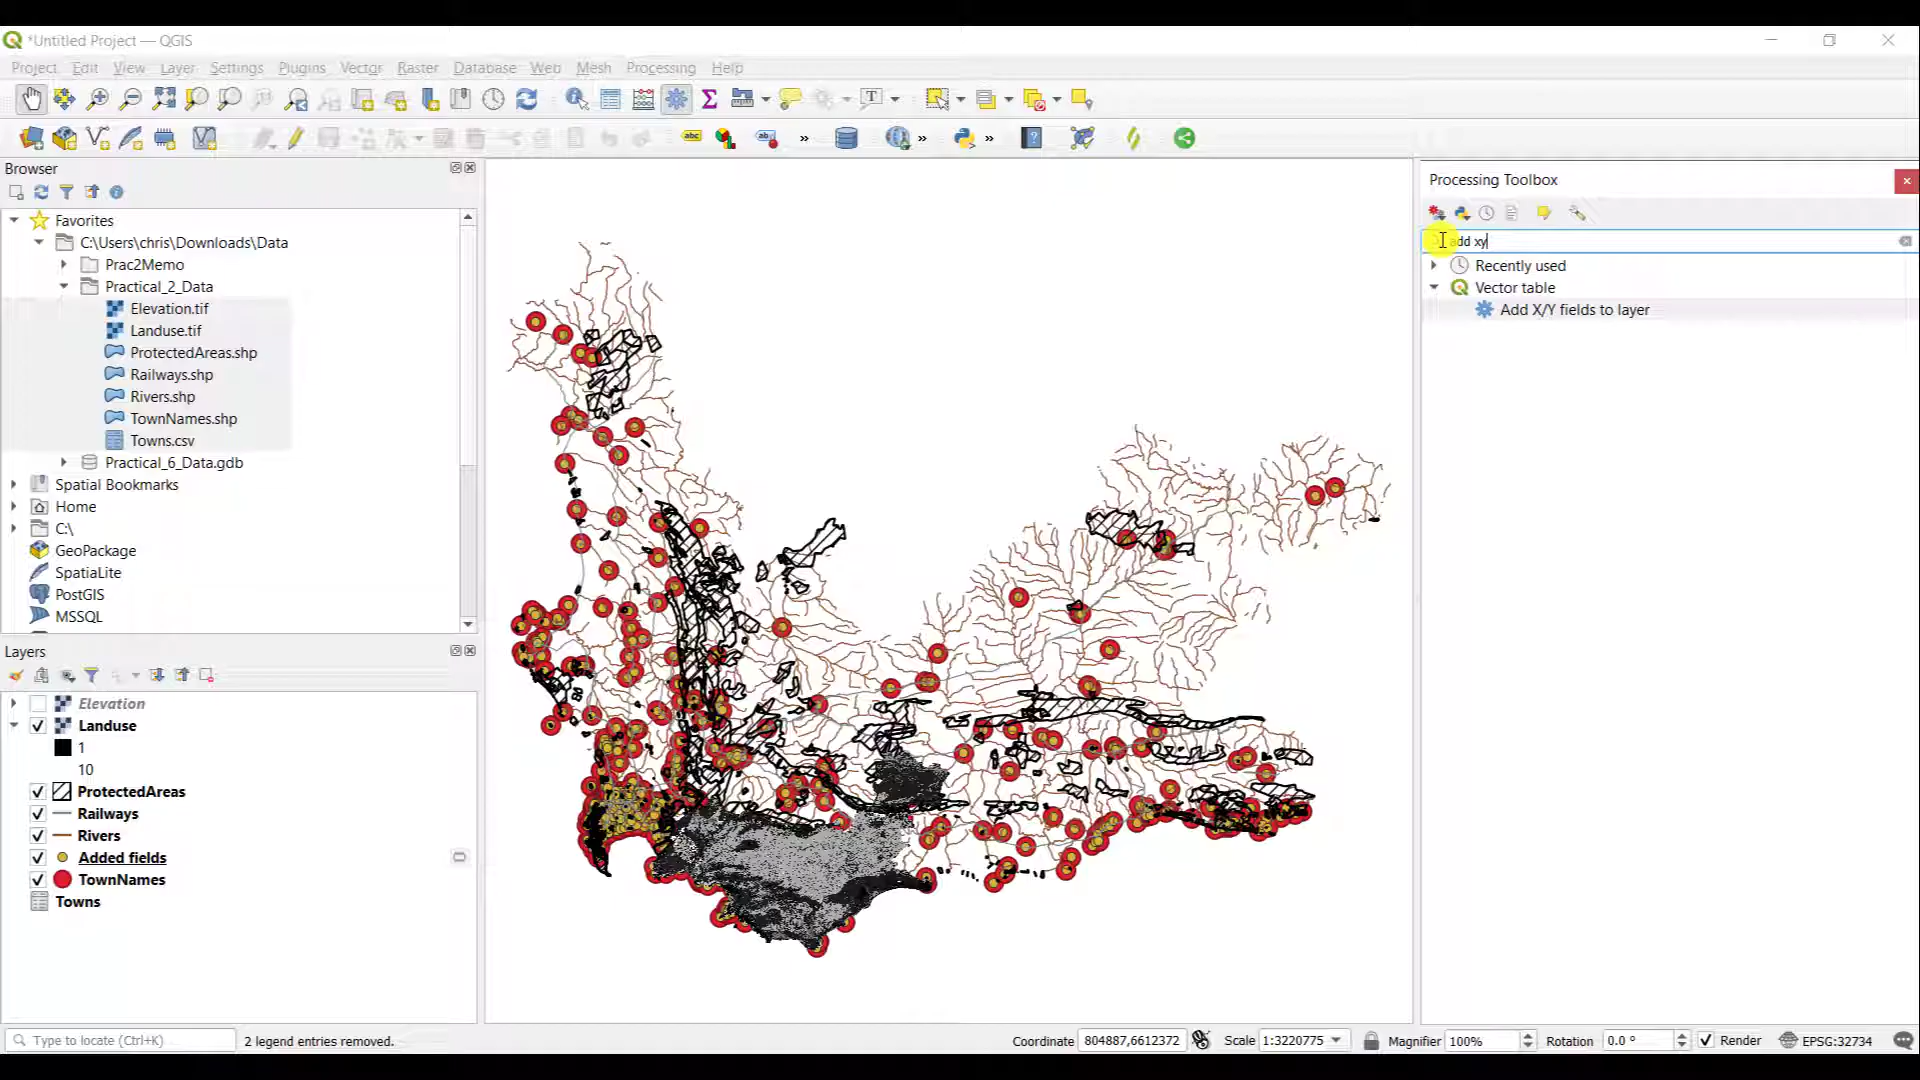 *Untitled Project — QGIS
Project Edit View Layer Settings Plugins Vector Raster Database Web Mesh Processing Help
Browser
Favorites
C:\Users\chris\Downloads\Data
Prac2Memo
Practical_2_Data
Elevation.tif
Landuse.tif
ProtectedAreas.shp
Railways.shp
Rivers.shp
TownNames.shp
Towns.csv
Practical_6_Data.gdb
Spatial Bookmarks
Home
C:\
GeoPackage
SpatiaLite
PostGIS
MSSQL
Layers
Elevation
Landuse
1
10
ProtectedAreas
Railways
Rivers
Added fields
TownNames
Towns
Processing Toolbox
add xy
Recently used
Vector table
Add X/Y fields to layer
Type to locate (Ctrl+K)
2 legend entries removed.
Coordinate 804887,6612372
Scale 1:3220775
Magnifier 100%
Rotation 0.0 °
Render
EPSG:32734